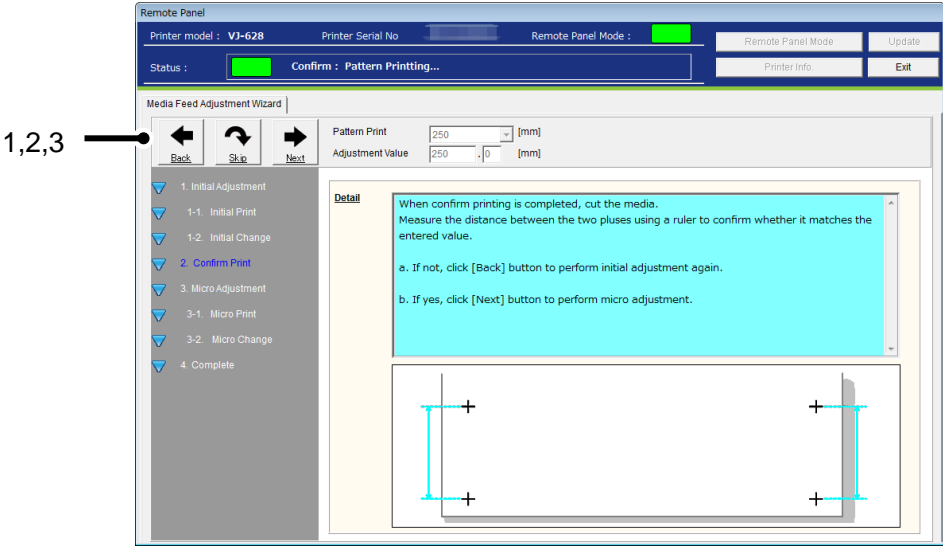 Remote Panel
Printer model : VJ-628 Printer Serial No Remote Panel Mode : Remote Panel Mode Update
Status : Confirm : Pattern Printting... Printer Info. Exit
Media Feed Adjustment Wizard
1,2,3
Back Skip Next
Pattern Print 250 [mm]
Adjustment Value 250 . 0 [mm]
1. Initial Adjustment
1-1. Initial Print
1-2. Initial Change
2. Confirm Print
3. Micro Adjustment
3-1. Micro Print
3-2. Micro Change
4. Complete
Detail
When confirm printing is completed, cut the media.
Measure the distance between the two pluses using a ruler to confirm whether it matches the
entered value.
a. If not, click [Back] button to perform initial adjustment again.
b. If yes, click [Next] button to perform micro adjustment.